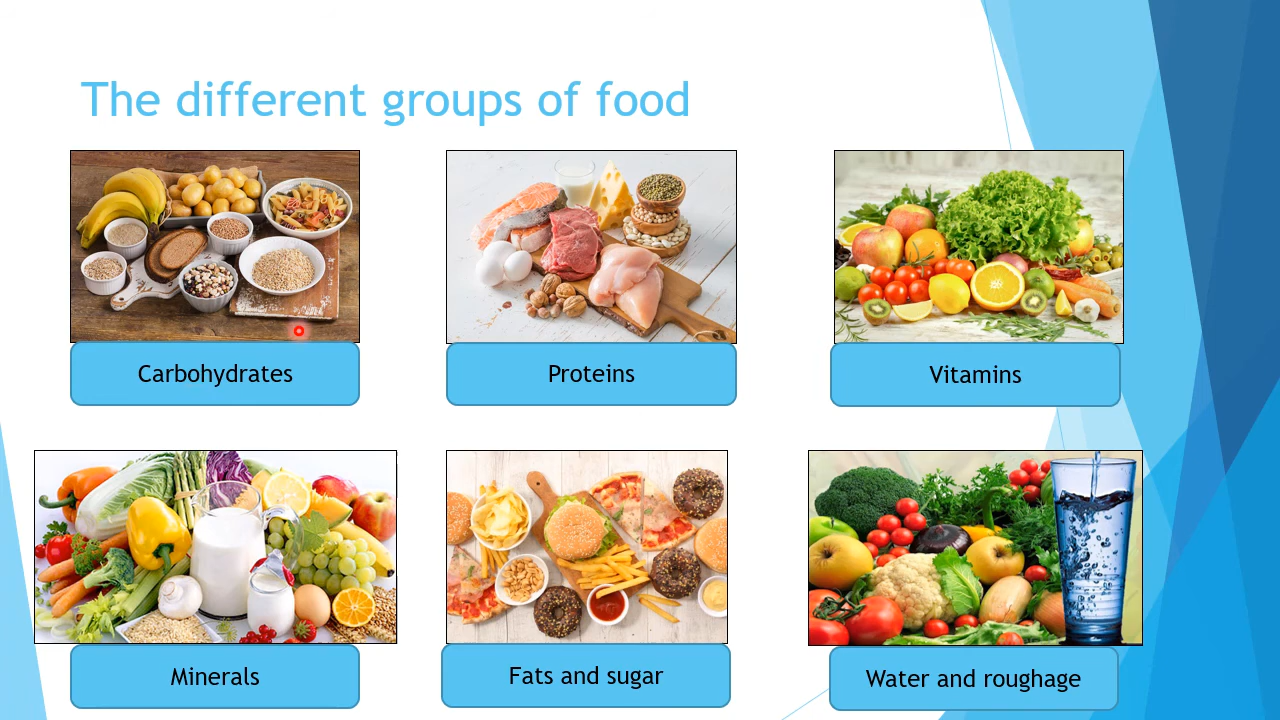 The different groups of food
Carbohydrates
Proteins
Vitamins
Minerals
Fats and sugar
Water and roughage